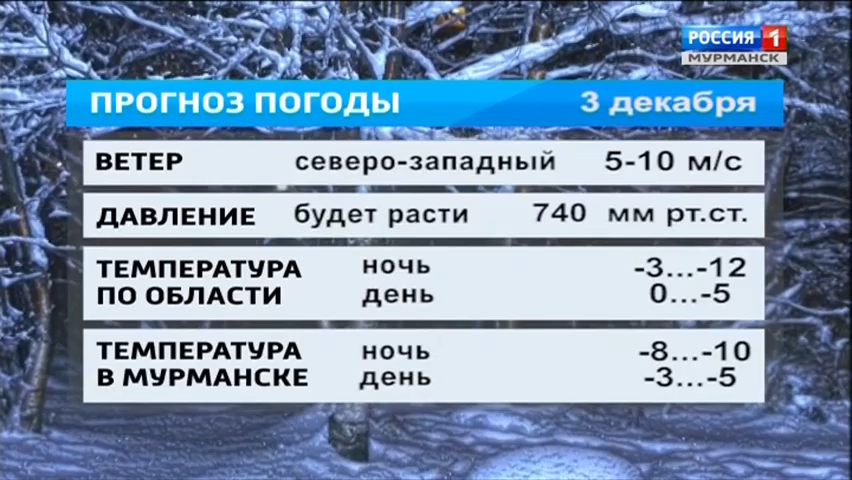 РОССИЯ 1
МУРМАНСК
ПРОГНОЗ ПОГОДЫ 3 декабря
ВЕТЕР северо-западный 5-10 м/с
ДАВЛЕНИЕ будет расти 740 мм рт.ст.
ТЕМПЕРАТУРА ночь -3...-12
ПО ОБЛАСТИ день 0...-5
ТЕМПЕРАТУРА ночь -8...-10
В МУРМАНСКЕ день -3...-5